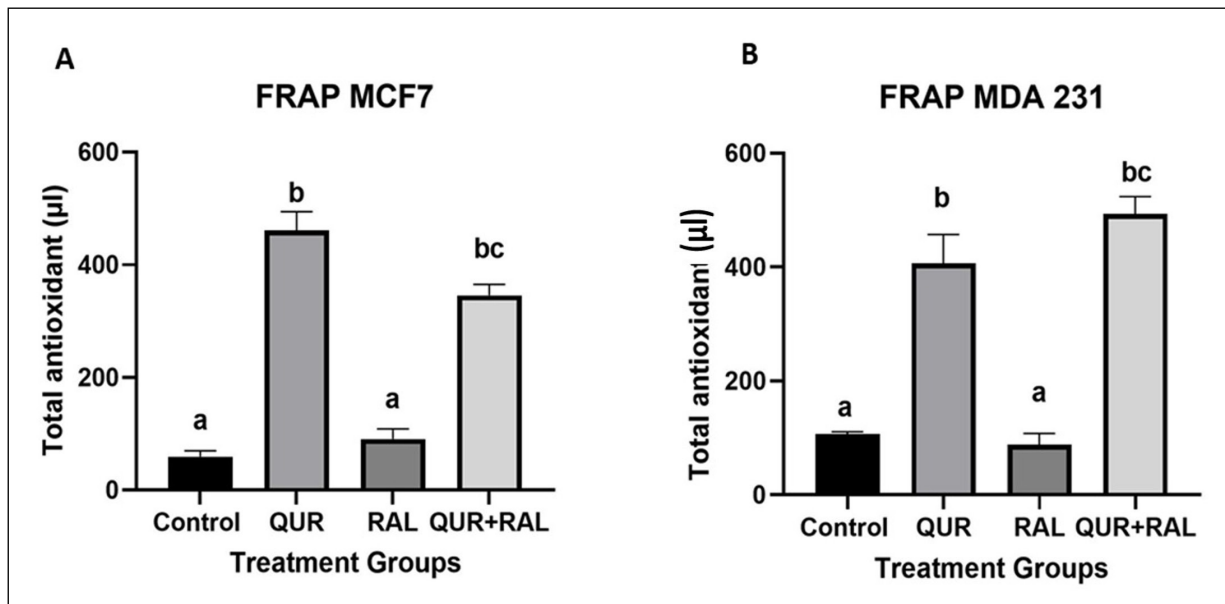 A
FRAP MCF7
Total antioxidant (µl)
600
400
200
0
a
b
a
bc
Control QUR RAL QUR+RAL
Treatment Groups
B
FRAP MDA 231
Total antioxidant (µl)
600
400
200
0
a
b
a
bc
Control QUR RAL QUR+RAL
Treatment Groups